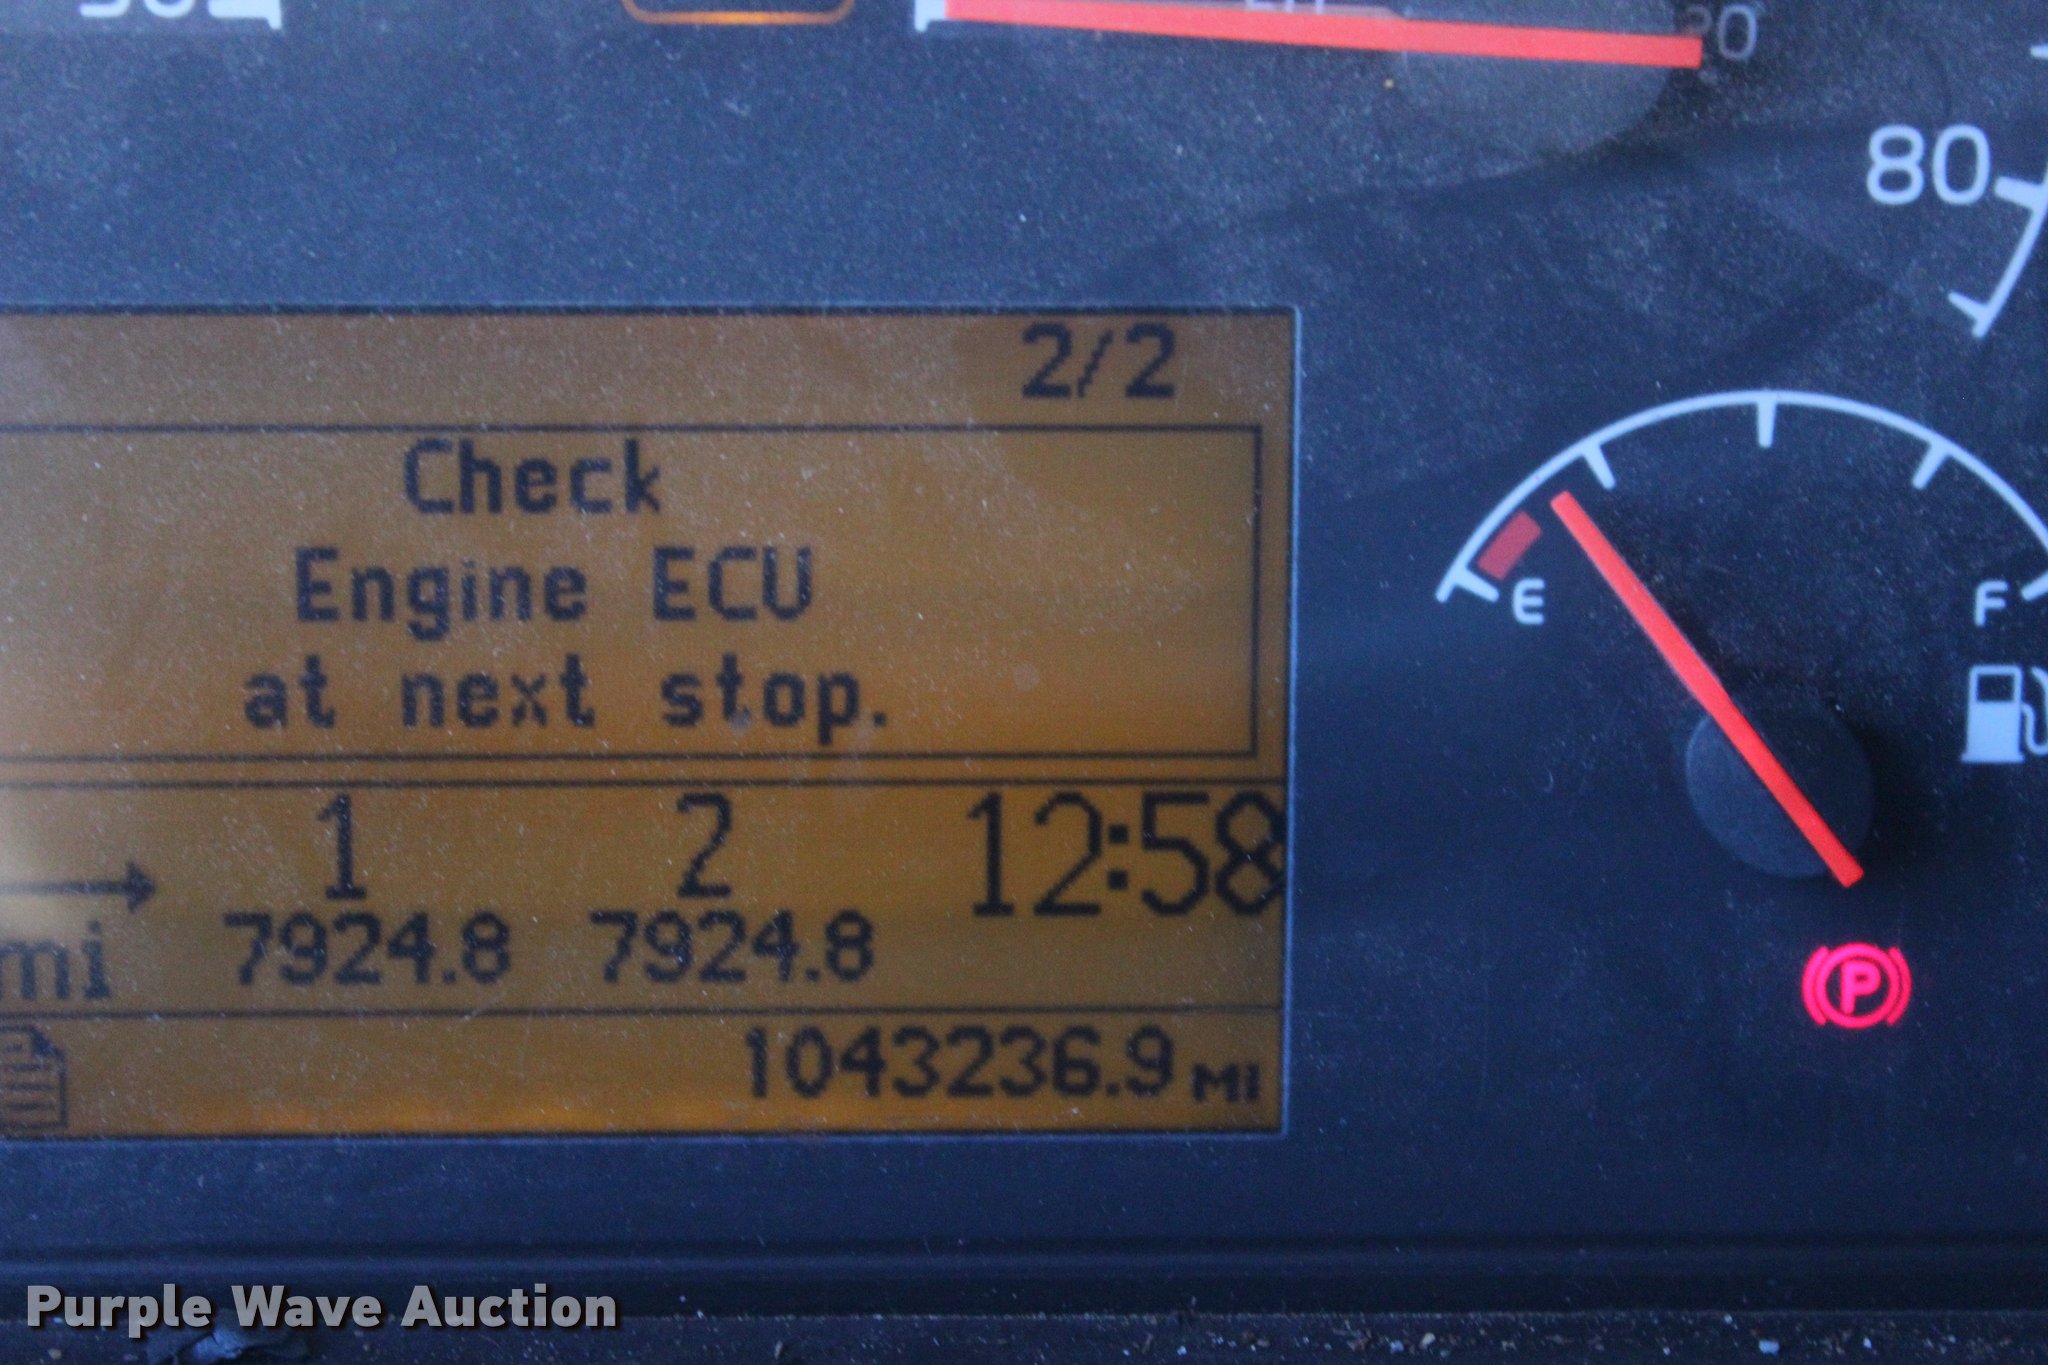 80
2/2
Check
Engine ECU
at next stop.
E
F
1 2 12:58
mi 7924.8 7924.8
P
1043236.9 Mi
Purple Wave Auction